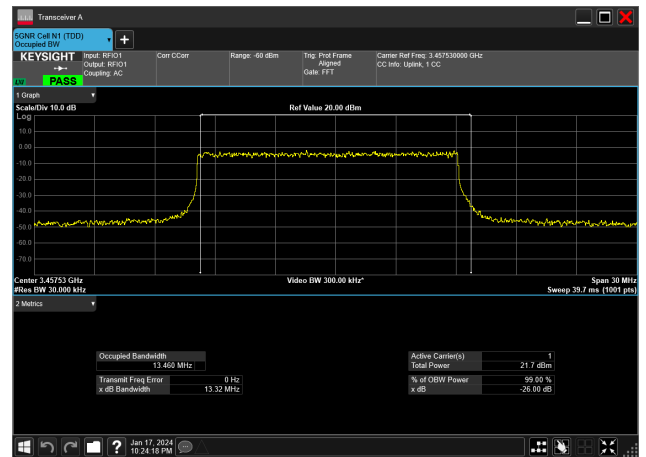 Transceiver A
5GNR Cell N1 (TDD)
Occupied BW
KEYSIGHT
LXI
PASS
Input: RFIO1
Output: RFIO1
Coupling: AC
Corr CCorr
Range: -60 dBm
Trig: Prot Frame
Aligned
Gate: FFT
Carrier Ref Freq: 3.457530000 GHz
CC Info: Uplink, 1 CC
1 Graph
Scale/Div 10.0 dB
Ref Value 20.00 dBm
Log
10.0
0.00
-10.0
-20.0
-30.0
-40.0
-50.0
-60.0
-70.0
Center 3.45753 GHz
Video BW 300.00 kHz*
Span 30 MHz
#Res BW 30.000 kHz
Sweep 39.7 ms (1001 pts)
2 Metrics
Occupied Bandwidth
13.460 MHz
Transmit Freq Error 0 Hz
x dB Bandwidth 13.32 MHz
Active Carrier(s) 1
Total Power 21.7 dBm
% of OBW Power 99.00 %
x dB -26.00 dB
Jan 17, 2024
10:24:18 PM